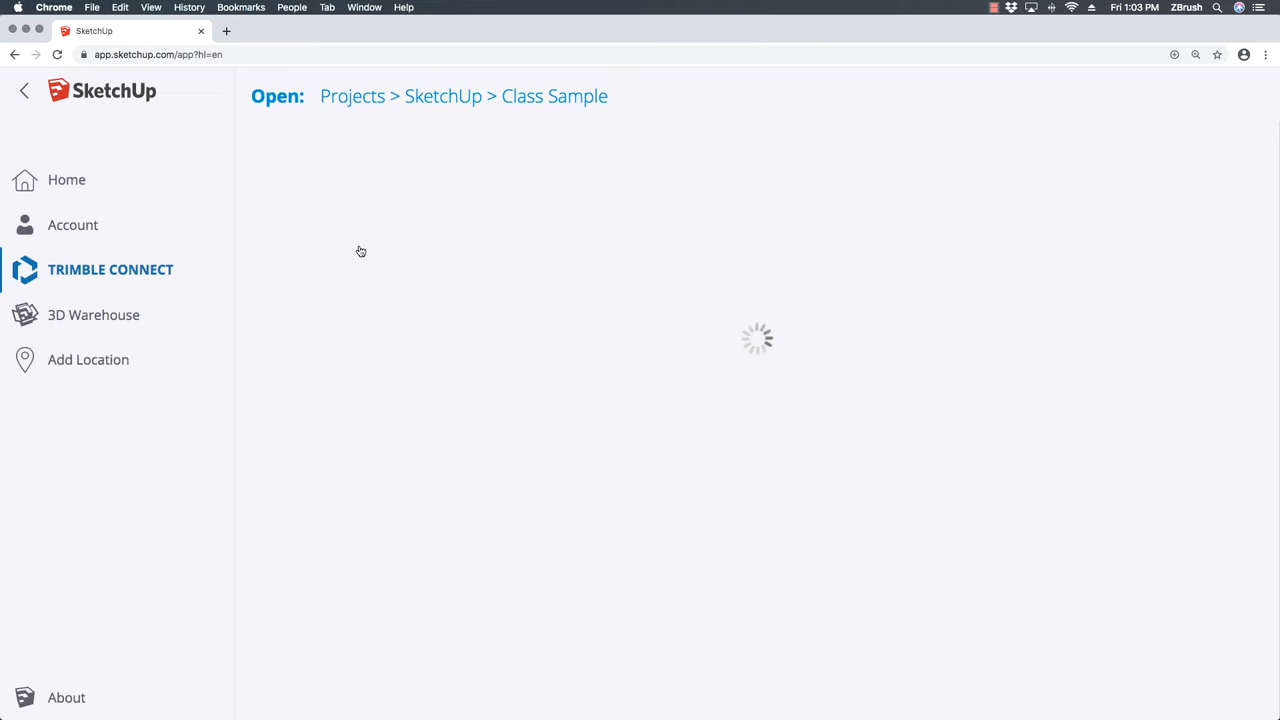 Chrome File Edit View History Bookmarks People Tab Window Help Fri 1:03 PM ZBrush
SketchUp
app.sketchup.com/app?hl=en
SketchUp
Open: Projects > SketchUp > Class Sample
Home
Account
TRIMBLE CONNECT
3D Warehouse
Add Location
About